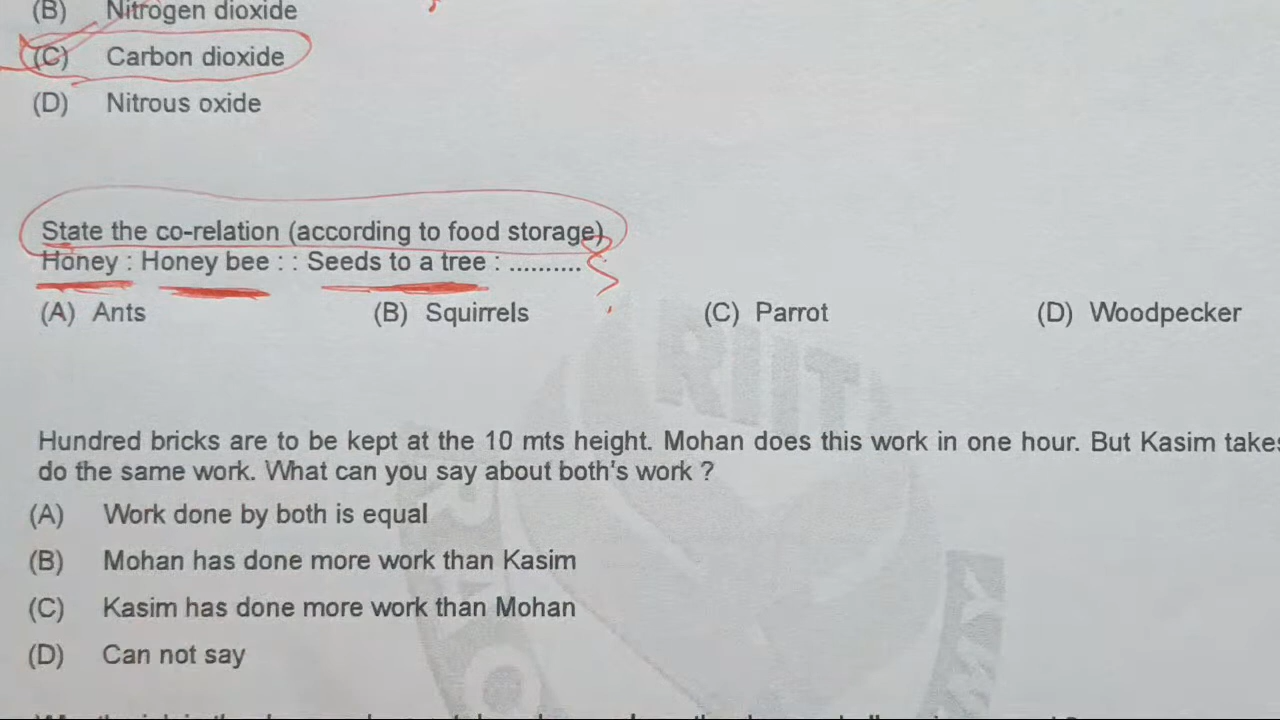 (B) Nitrogen dioxide
(C) Carbon dioxide
(D) Nitrous oxide
State the co-relation (according to food storage)
Honey : Honey bee : : Seeds to a tree : ..........
(A) Ants (B) Squirrels (C) Parrot (D) Woodpecker
Hundred bricks are to be kept at the 10 mts height. Mohan does this work in one hour. But Kasim takes
do the same work. What can you say about both's work ?
(A) Work done by both is equal
(B) Mohan has done more work than Kasim
(C) Kasim has done more work than Mohan
(D) Can not say